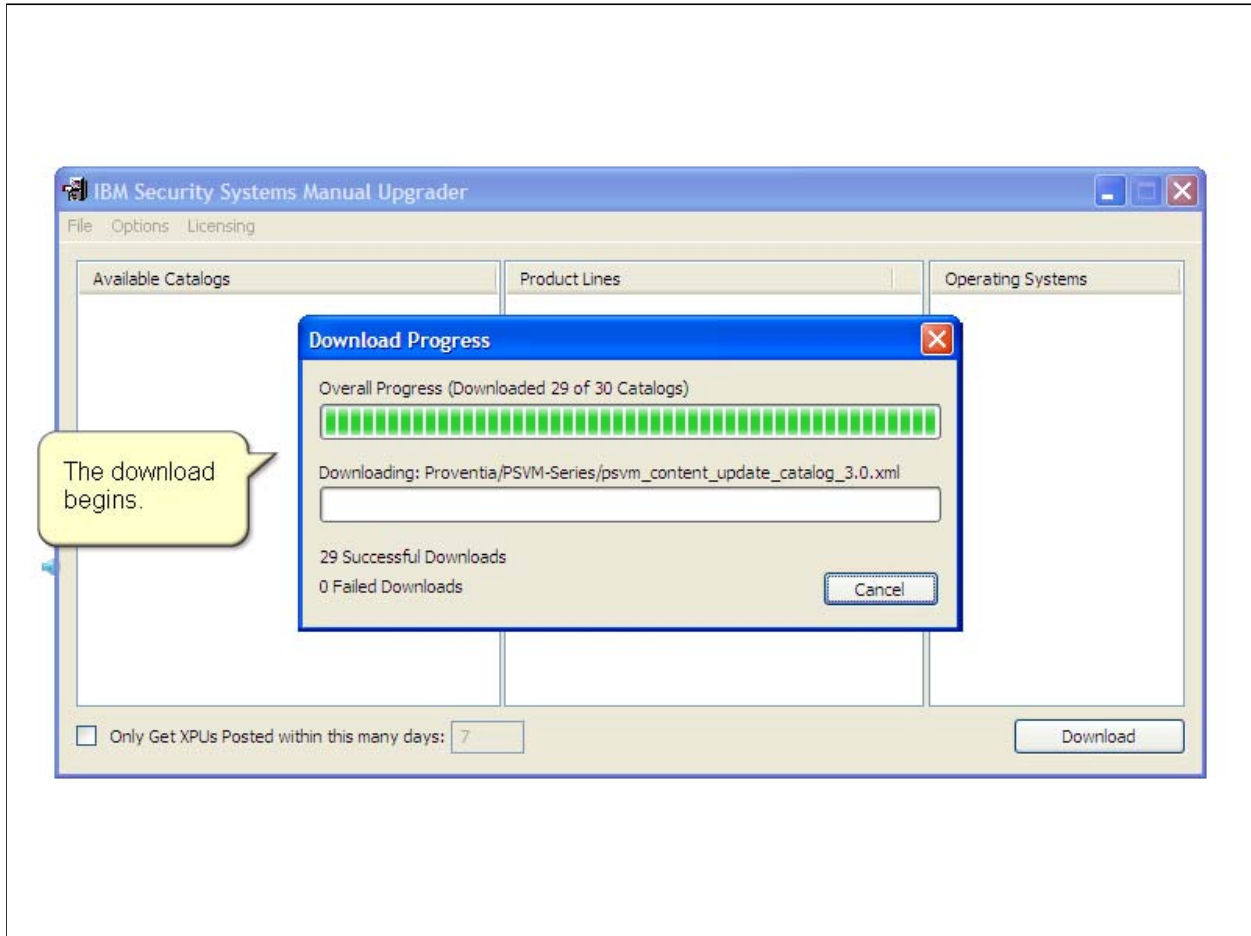 IBM Security Systems Manual Upgrader
File Options Licensing
Available Catalogs
Product Lines
Operating Systems
Download Progress
Overall Progress (Downloaded 29 of 30 Catalogs)
The download
begins.
Downloading: Proventia/PSVM-Series/psvm_content_update_catalog_3.0.xml
29 Successful Downloads
0 Failed Downloads
Cancel
Only Get XPUs Posted within this many days: 7
Download